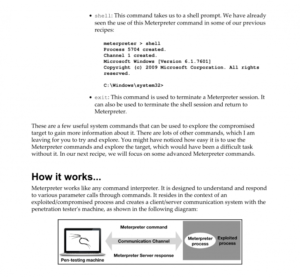 • shell: This command takes us to a shell prompt. We have already
seen the use of this Meterpreter command in some of our previous
recipes:
meterpreter > shell
Process 5704 created.
Channel 1 created.
Microsoft Windows [Version 6.1.7601]
Copyright (c) 2009 Microsoft Corporation. All rights
reserved.
C:\Windows\system32>
• exit: This command is used to terminate a Meterpreter session. It
can also be used to terminate the shell session and return to
Meterpreter.
These are a few useful system commands that can be used to explore the compromised
target to gain more information about it. There are lots of other commands, which I am
leaving for you to try and explore. You might have noticed how easy it is to use the
Meterpreter commands and explore the target, which would have been a difficult task
without it. In our next recipe, we will focus on some advanced Meterpreter commands.
How it works...
Meterpreter works like any command interpreter. It is designed to understand and respond
to various parameter calls through commands. It resides in the context of an
exploited/compromised process and creates a client/server communication system with the
penetration tester's machine, as shown in the following diagram:
Meterpreter command
Communication Channel
Meterpreter Server response
Meterpreter
process
Exploited
process
Pen-testing machine